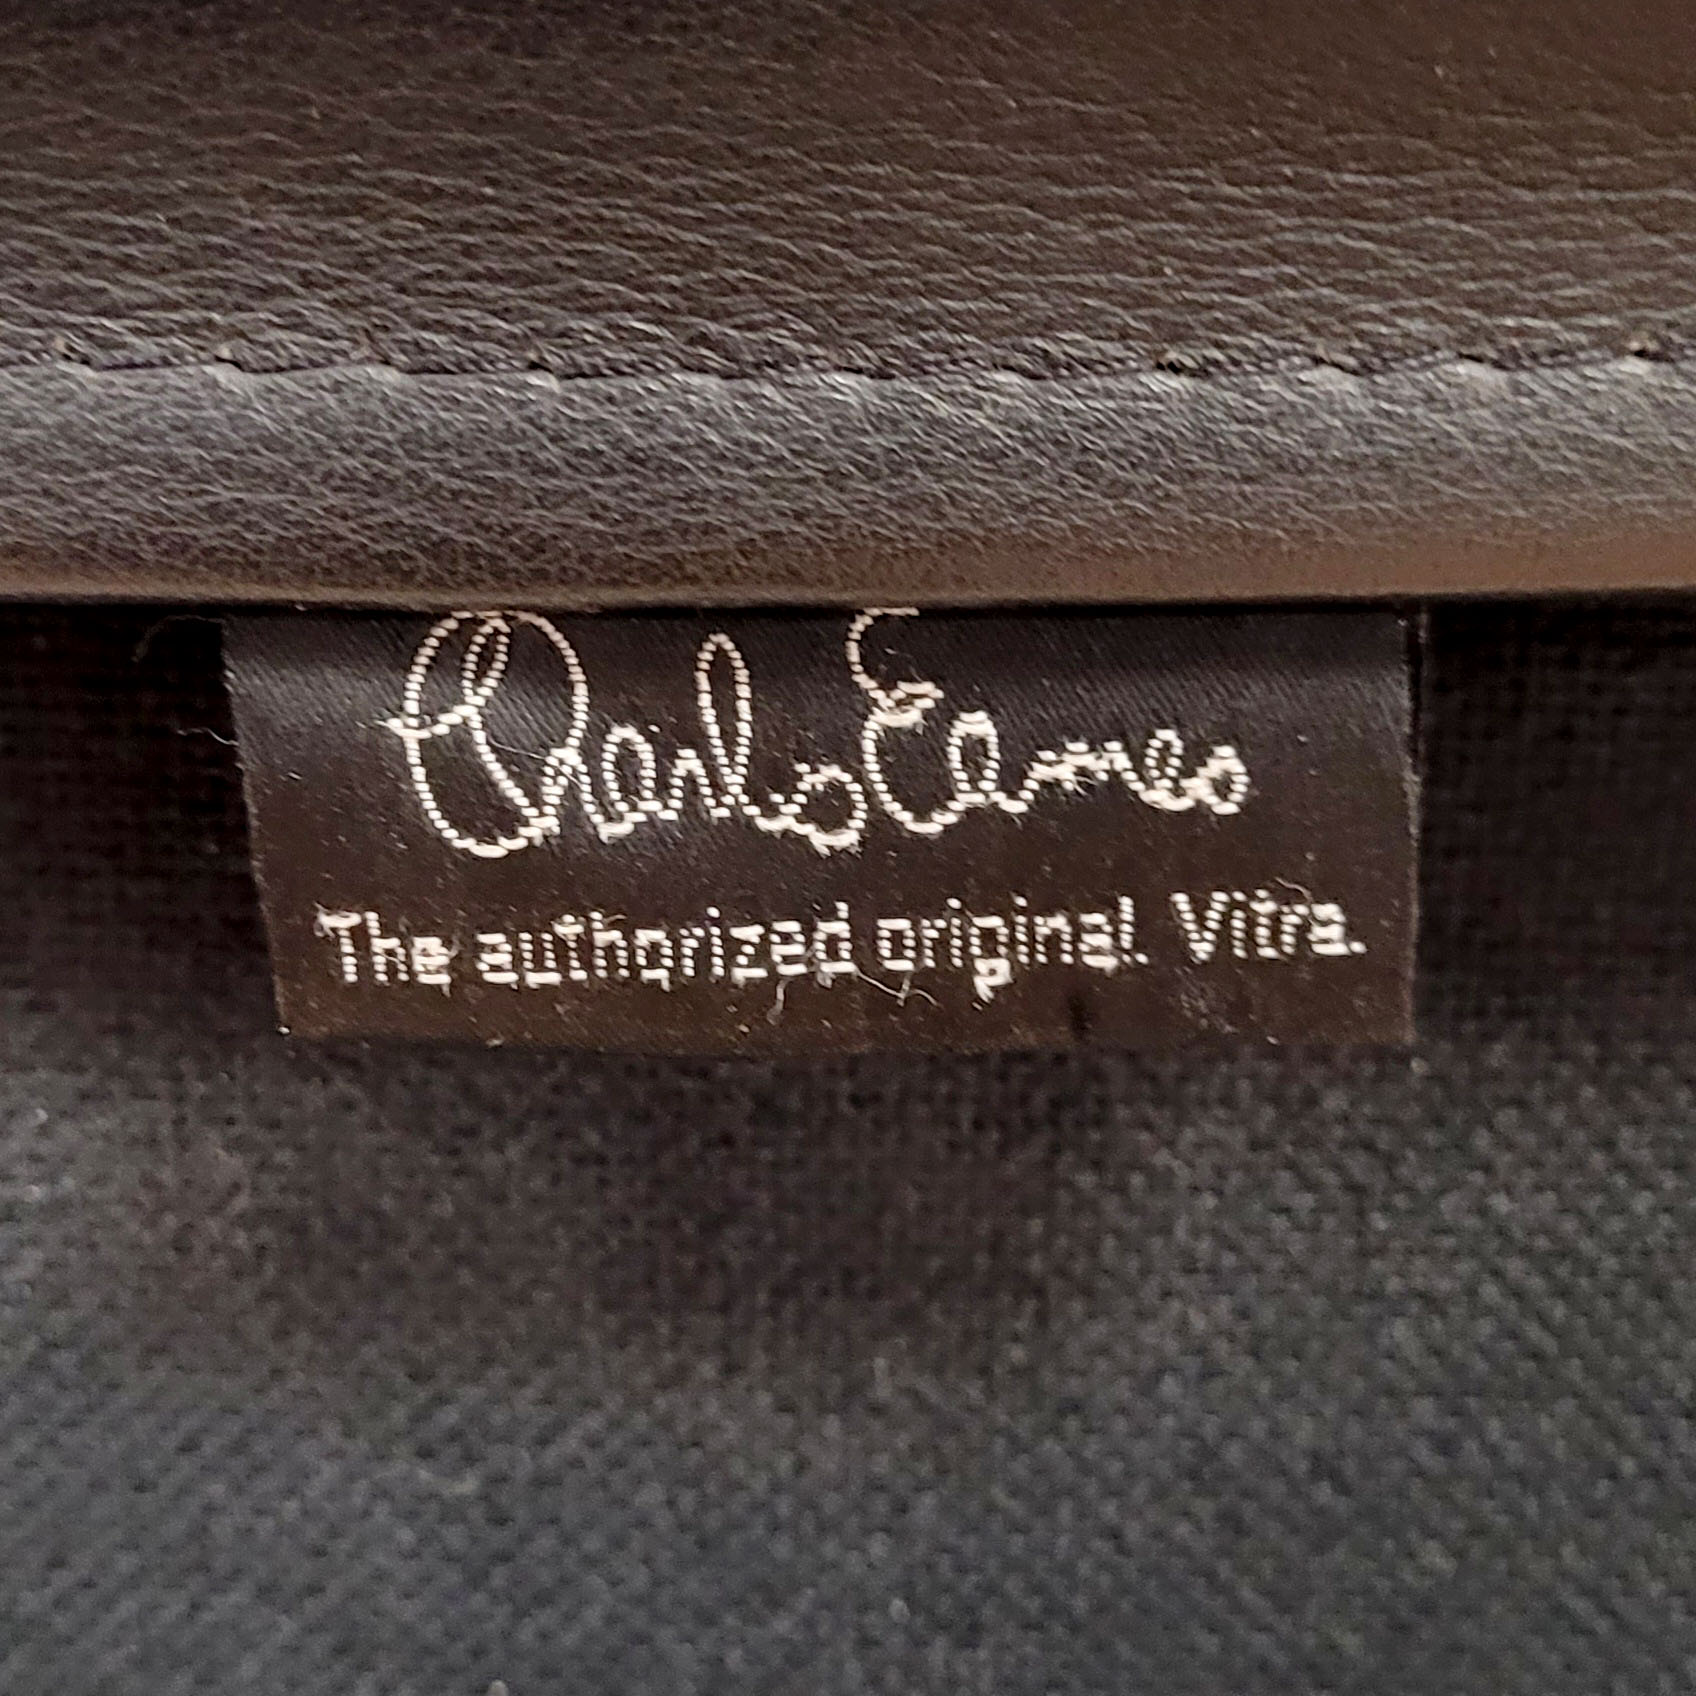 Charles Eames
The authorized original. Vitra.